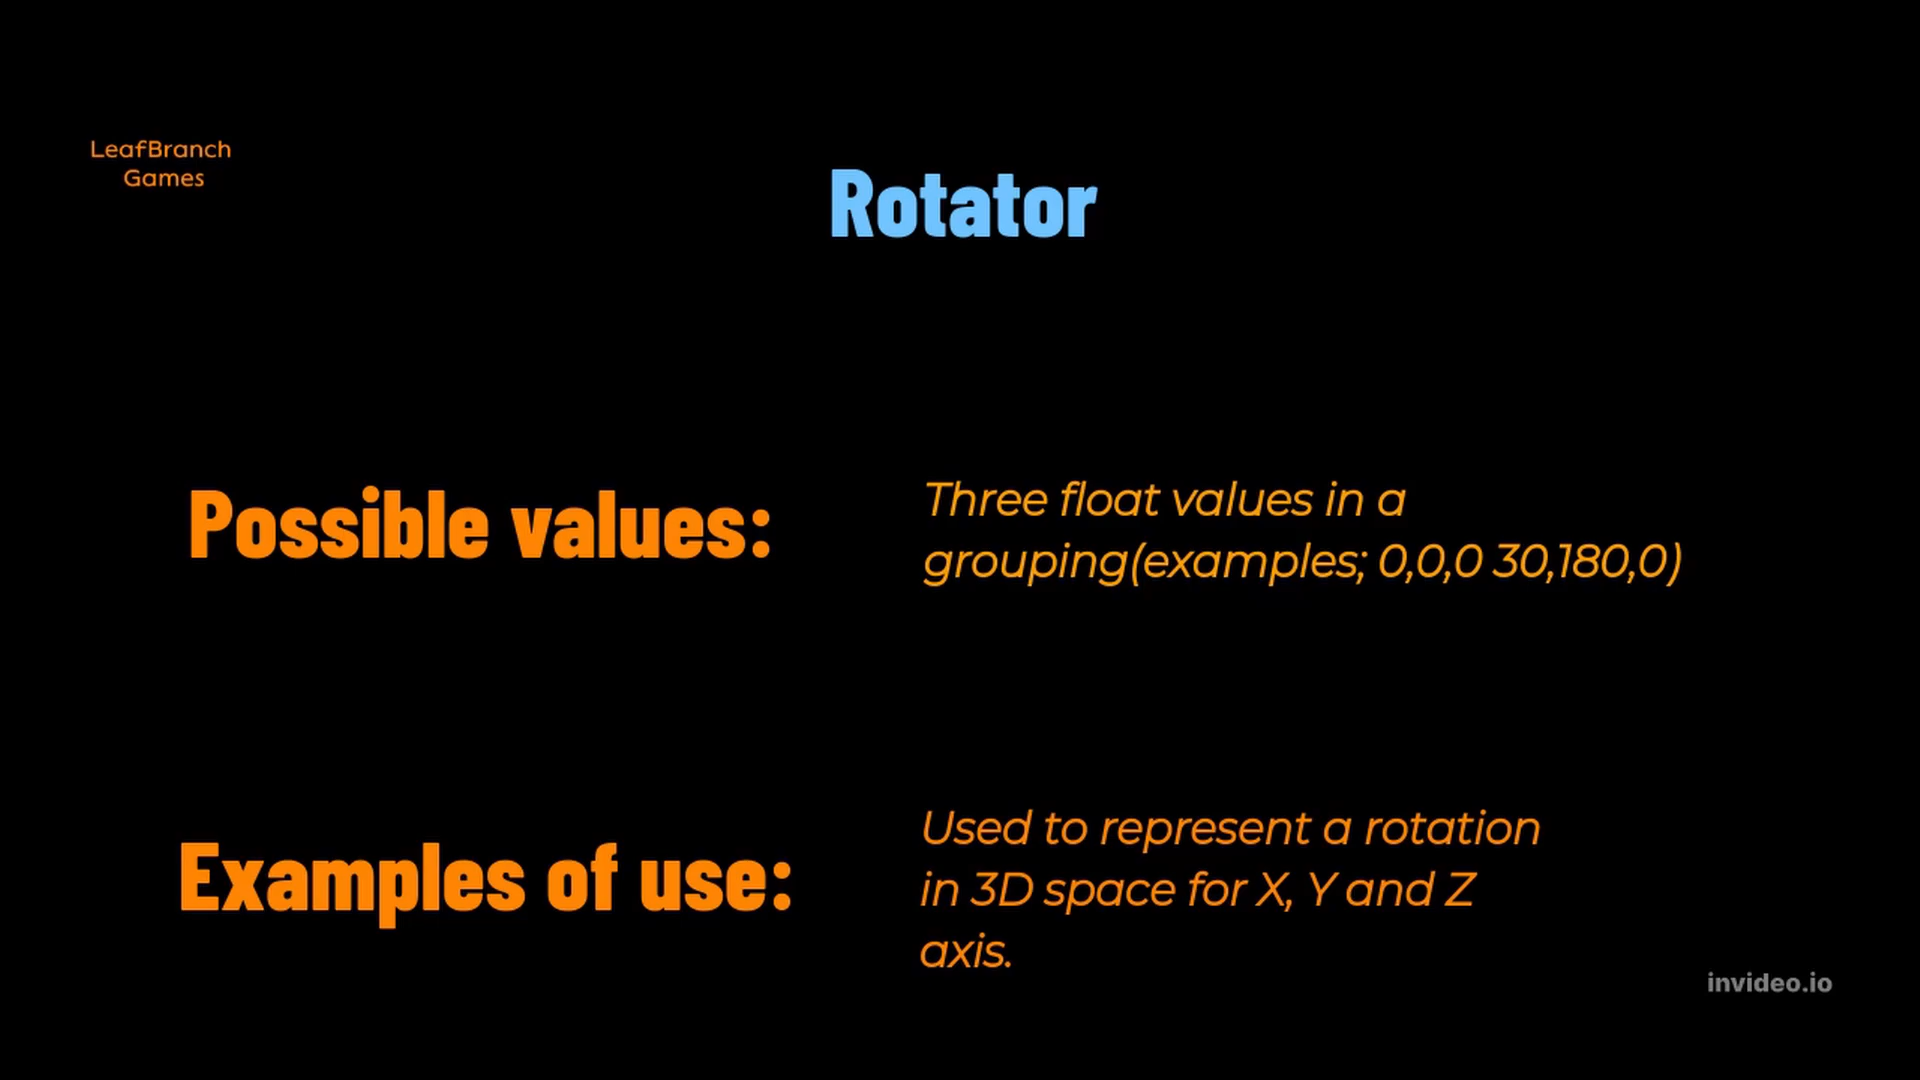 LeafBranch
Games
Rotator
Possible values:
Three float values in a
grouping(examples; 0,0,0 30,180,0)
Examples of use:
Used to represent a rotation
in 3D space for X, Y and Z
axis.
invideo.io